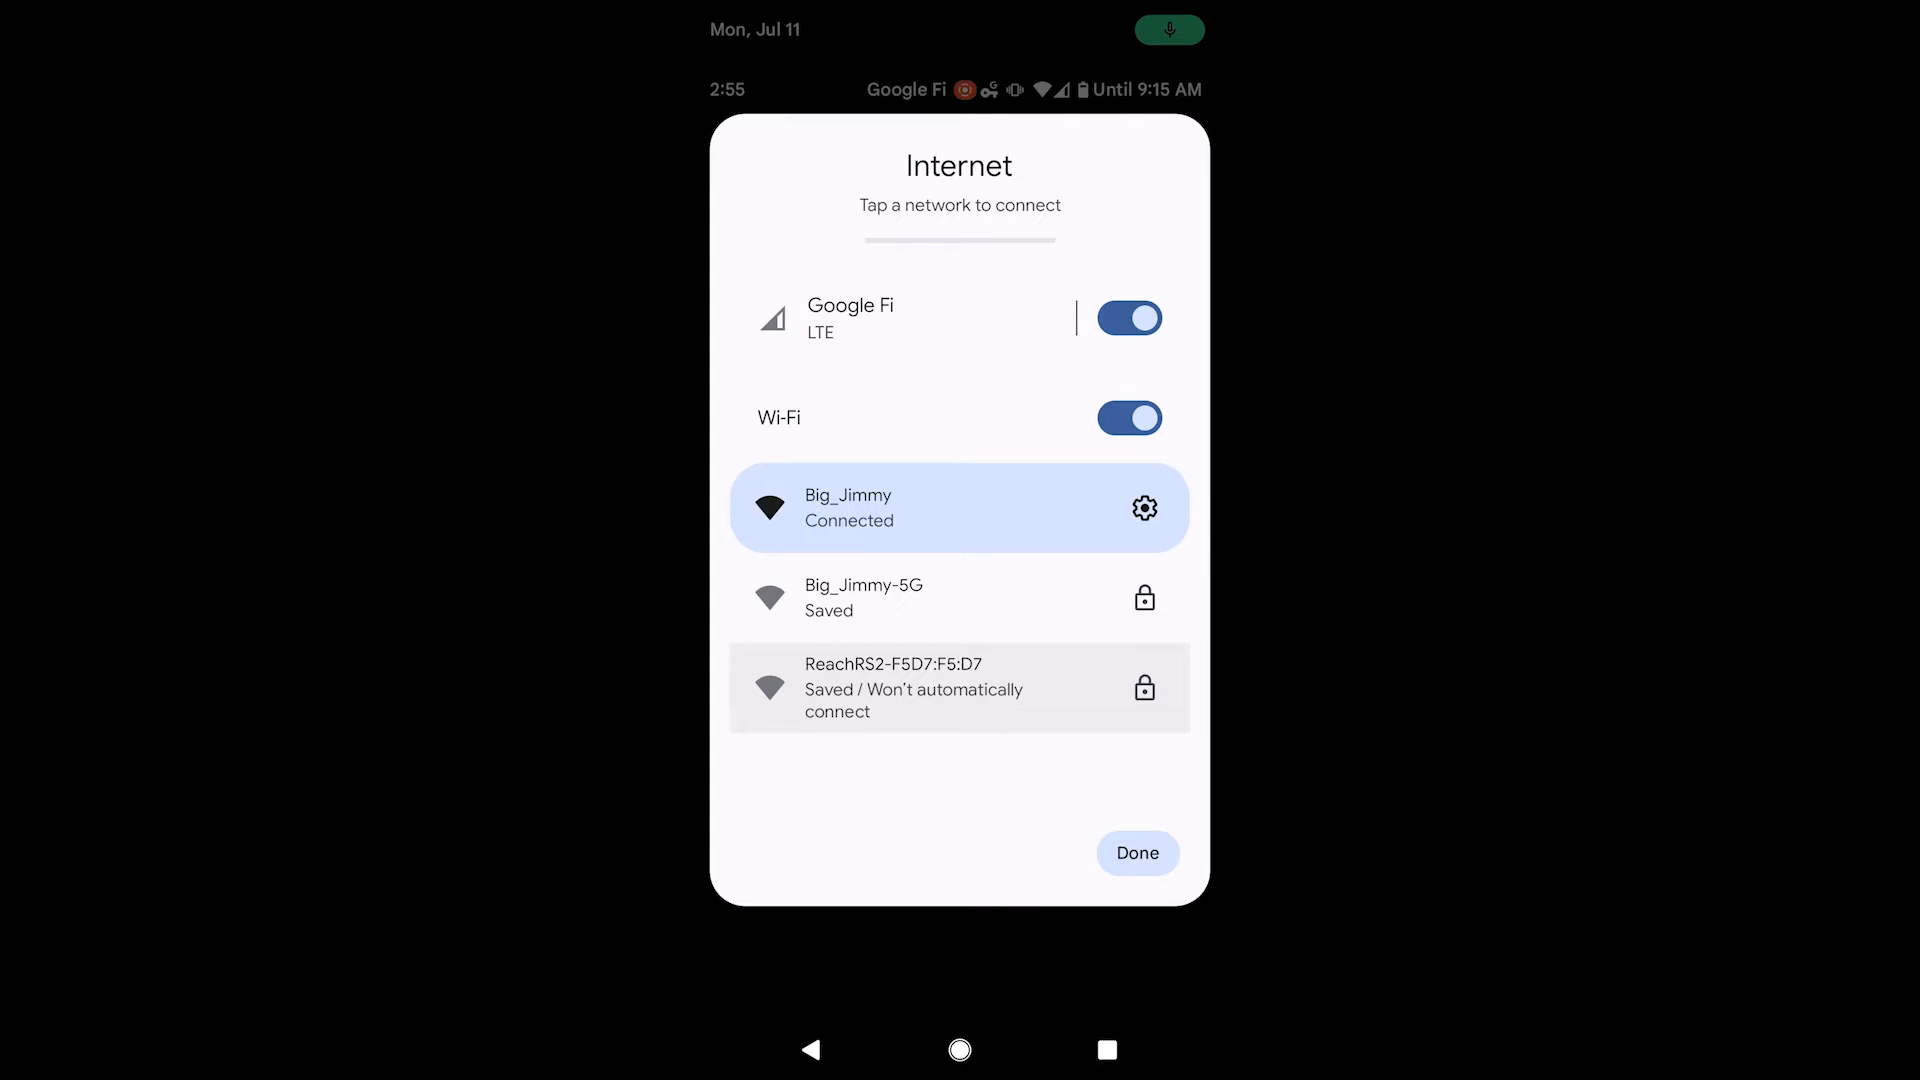 Mon, Jul 11
2:55 Google Fi Until 9:15 AM
Internet
Tap a network to connect
Google Fi
LTE
Wi-Fi
Big_Jimmy
Connected
Big_Jimmy-5G
Saved
ReachRS2-F5D7:F5:D7
Saved / Won't automatically
connect
Done